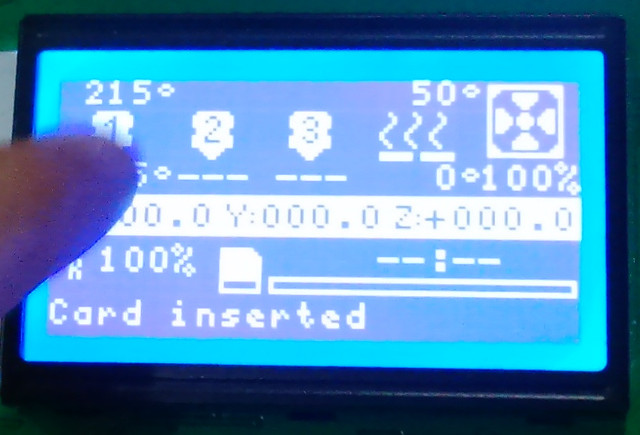 215° 50°
1 2 3
5°--- --- 0°100%
00.0 Y:000.0 Z:+000.0
R 100% --:--
Card inserted